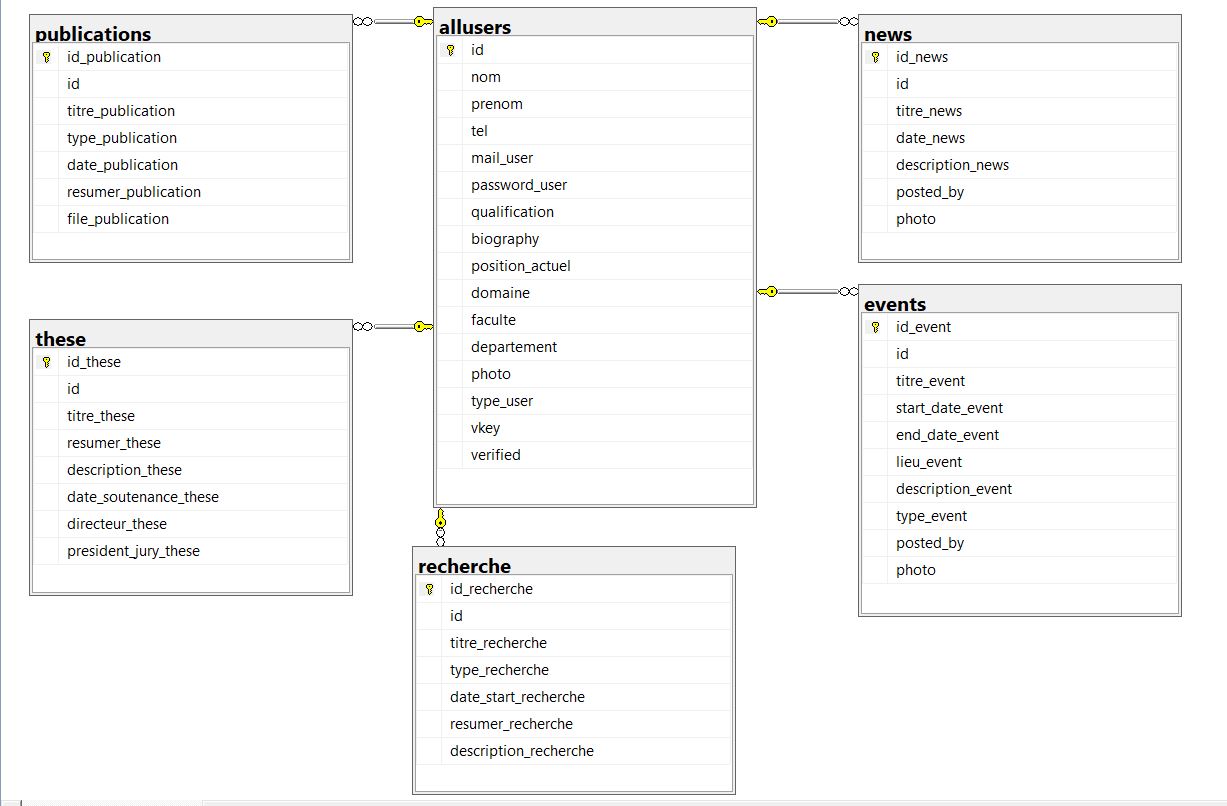 publications
id_publication
id
titre_publication
type_publication
date_publication
resumer_publication
file_publication
allusers
id
nom
prenom
tel
mail_user
password_user
qualification
biography
position_actuel
domaine
faculte
departement
photo
type_user
vkey
verified
news
id_news
id
titre_news
date_news
description_news
posted_by
photo
these
id_these
id
titre_these
resumer_these
description_these
date_soutenance_these
directeur_these
president_jury_these
events
id_event
id
titre_event
start_date_event
end_date_event
lieu_event
description_event
type_event
posted_by
photo
recherche
id_recherche
id
titre_recherche
type_recherche
date_start_recherche
resumer_recherche
description_recherche